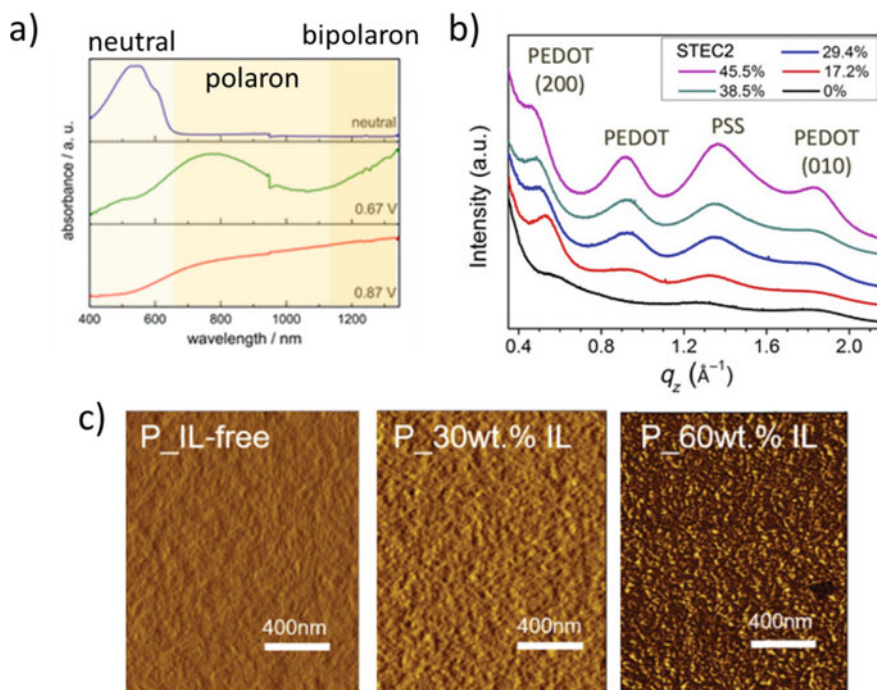 a)
neutral
polaron
bipolaron
neutral
0.67 V
0.87 V
absorbance / a. u.
400 600 800 1000 1200
wavelength / nm
b)
PEDOT
(200)
STEC2
45.5%
38.5%
29.4%
17.2%
0%
PEDOT
PSS
PEDOT
(010)
Intensity (a.u.)
0.4 0.8 1.2 1.6 2.0
qz (Å⁻¹)
c)
P_IL-free
400nm
P_30wt.% IL
400nm
P_60wt.% IL
400nm